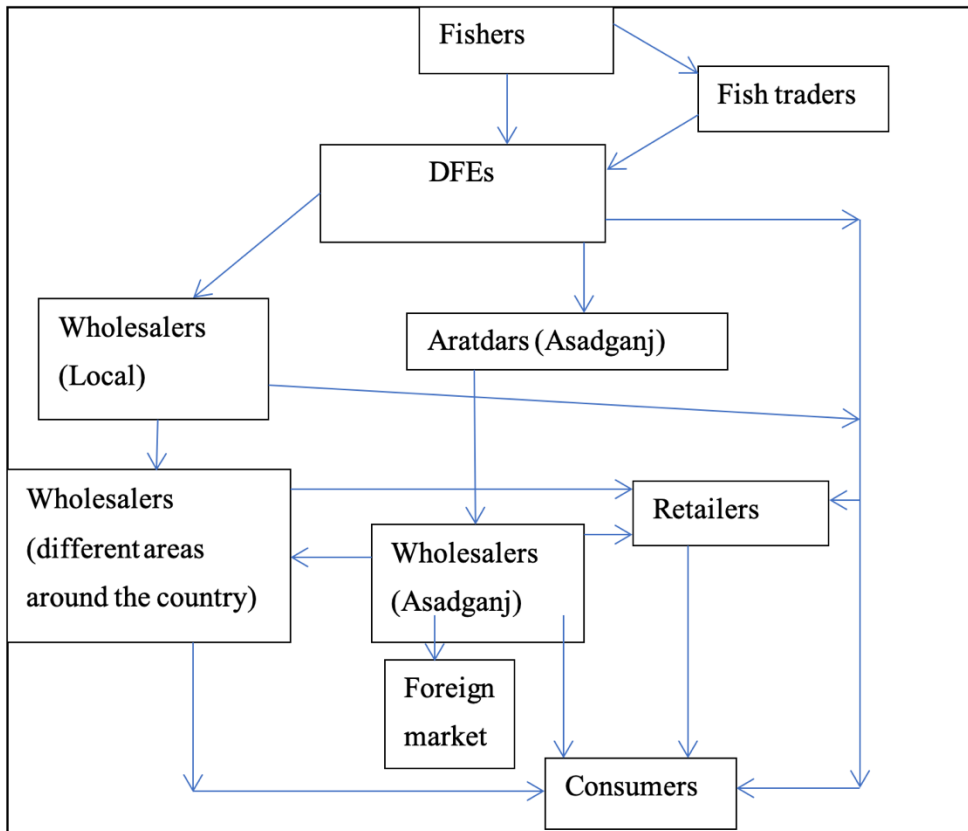 Fishers
Fish traders
DFEs
Wholesalers
(Local)
Aratdars (Asadganj)
Wholesalers
(different areas
around the country)
Retailers
Wholesalers
(Asadganj)
Foreign
market
Consumers